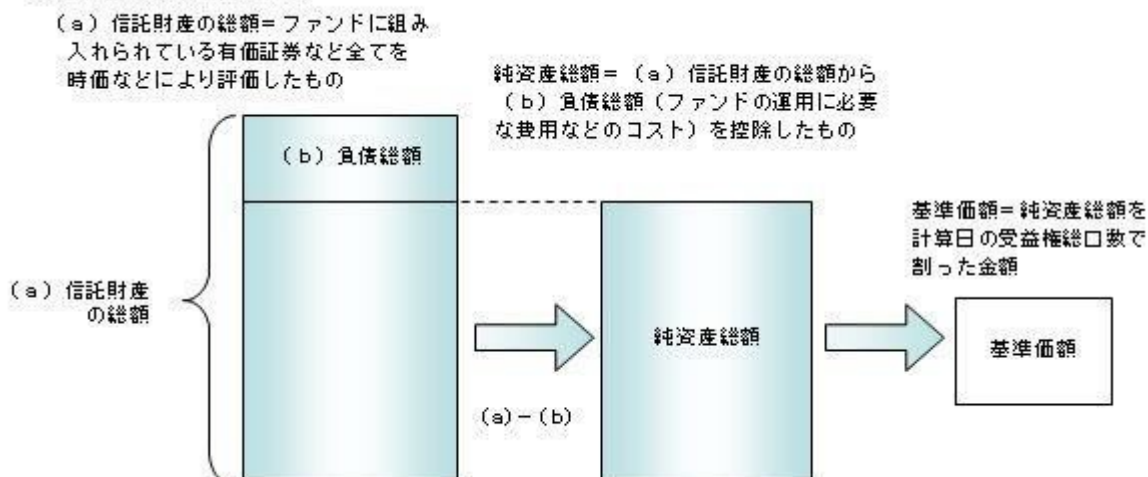 （a）信託財産の総額＝ファンドに組み
入れられている有価証券など全てを
時価などにより評価したもの
純資産総額＝（a）信託財産の総額から
（b）負債総額（ファンドの運用に必要
な費用などのコスト）を控除したもの
（b）負債総額
基準価額＝純資産総額を
計算日の受益権総口数で
割った金額
（a）信託財産
の総額
純資産総額
基準価額
(a)－(b)